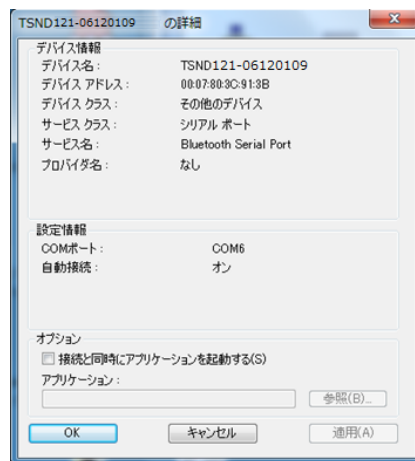 TSND121-06120109 の詳細
デバイス情報
デバイス名： TSND121-06120109
デバイス アドレス： 00:07:80:3C:91:3B
デバイス クラス： その他のデバイス
サービス クラス： シリアル ポート
サービス名： Bluetooth Serial Port
プロバイダ名： なし
設定情報
COMポート： COM6
自動接続： オン
オプション
接続と同時にアプリケーションを起動する(S)
アプリケーション：
参照(B)...
OK キャンセル 適用(A)